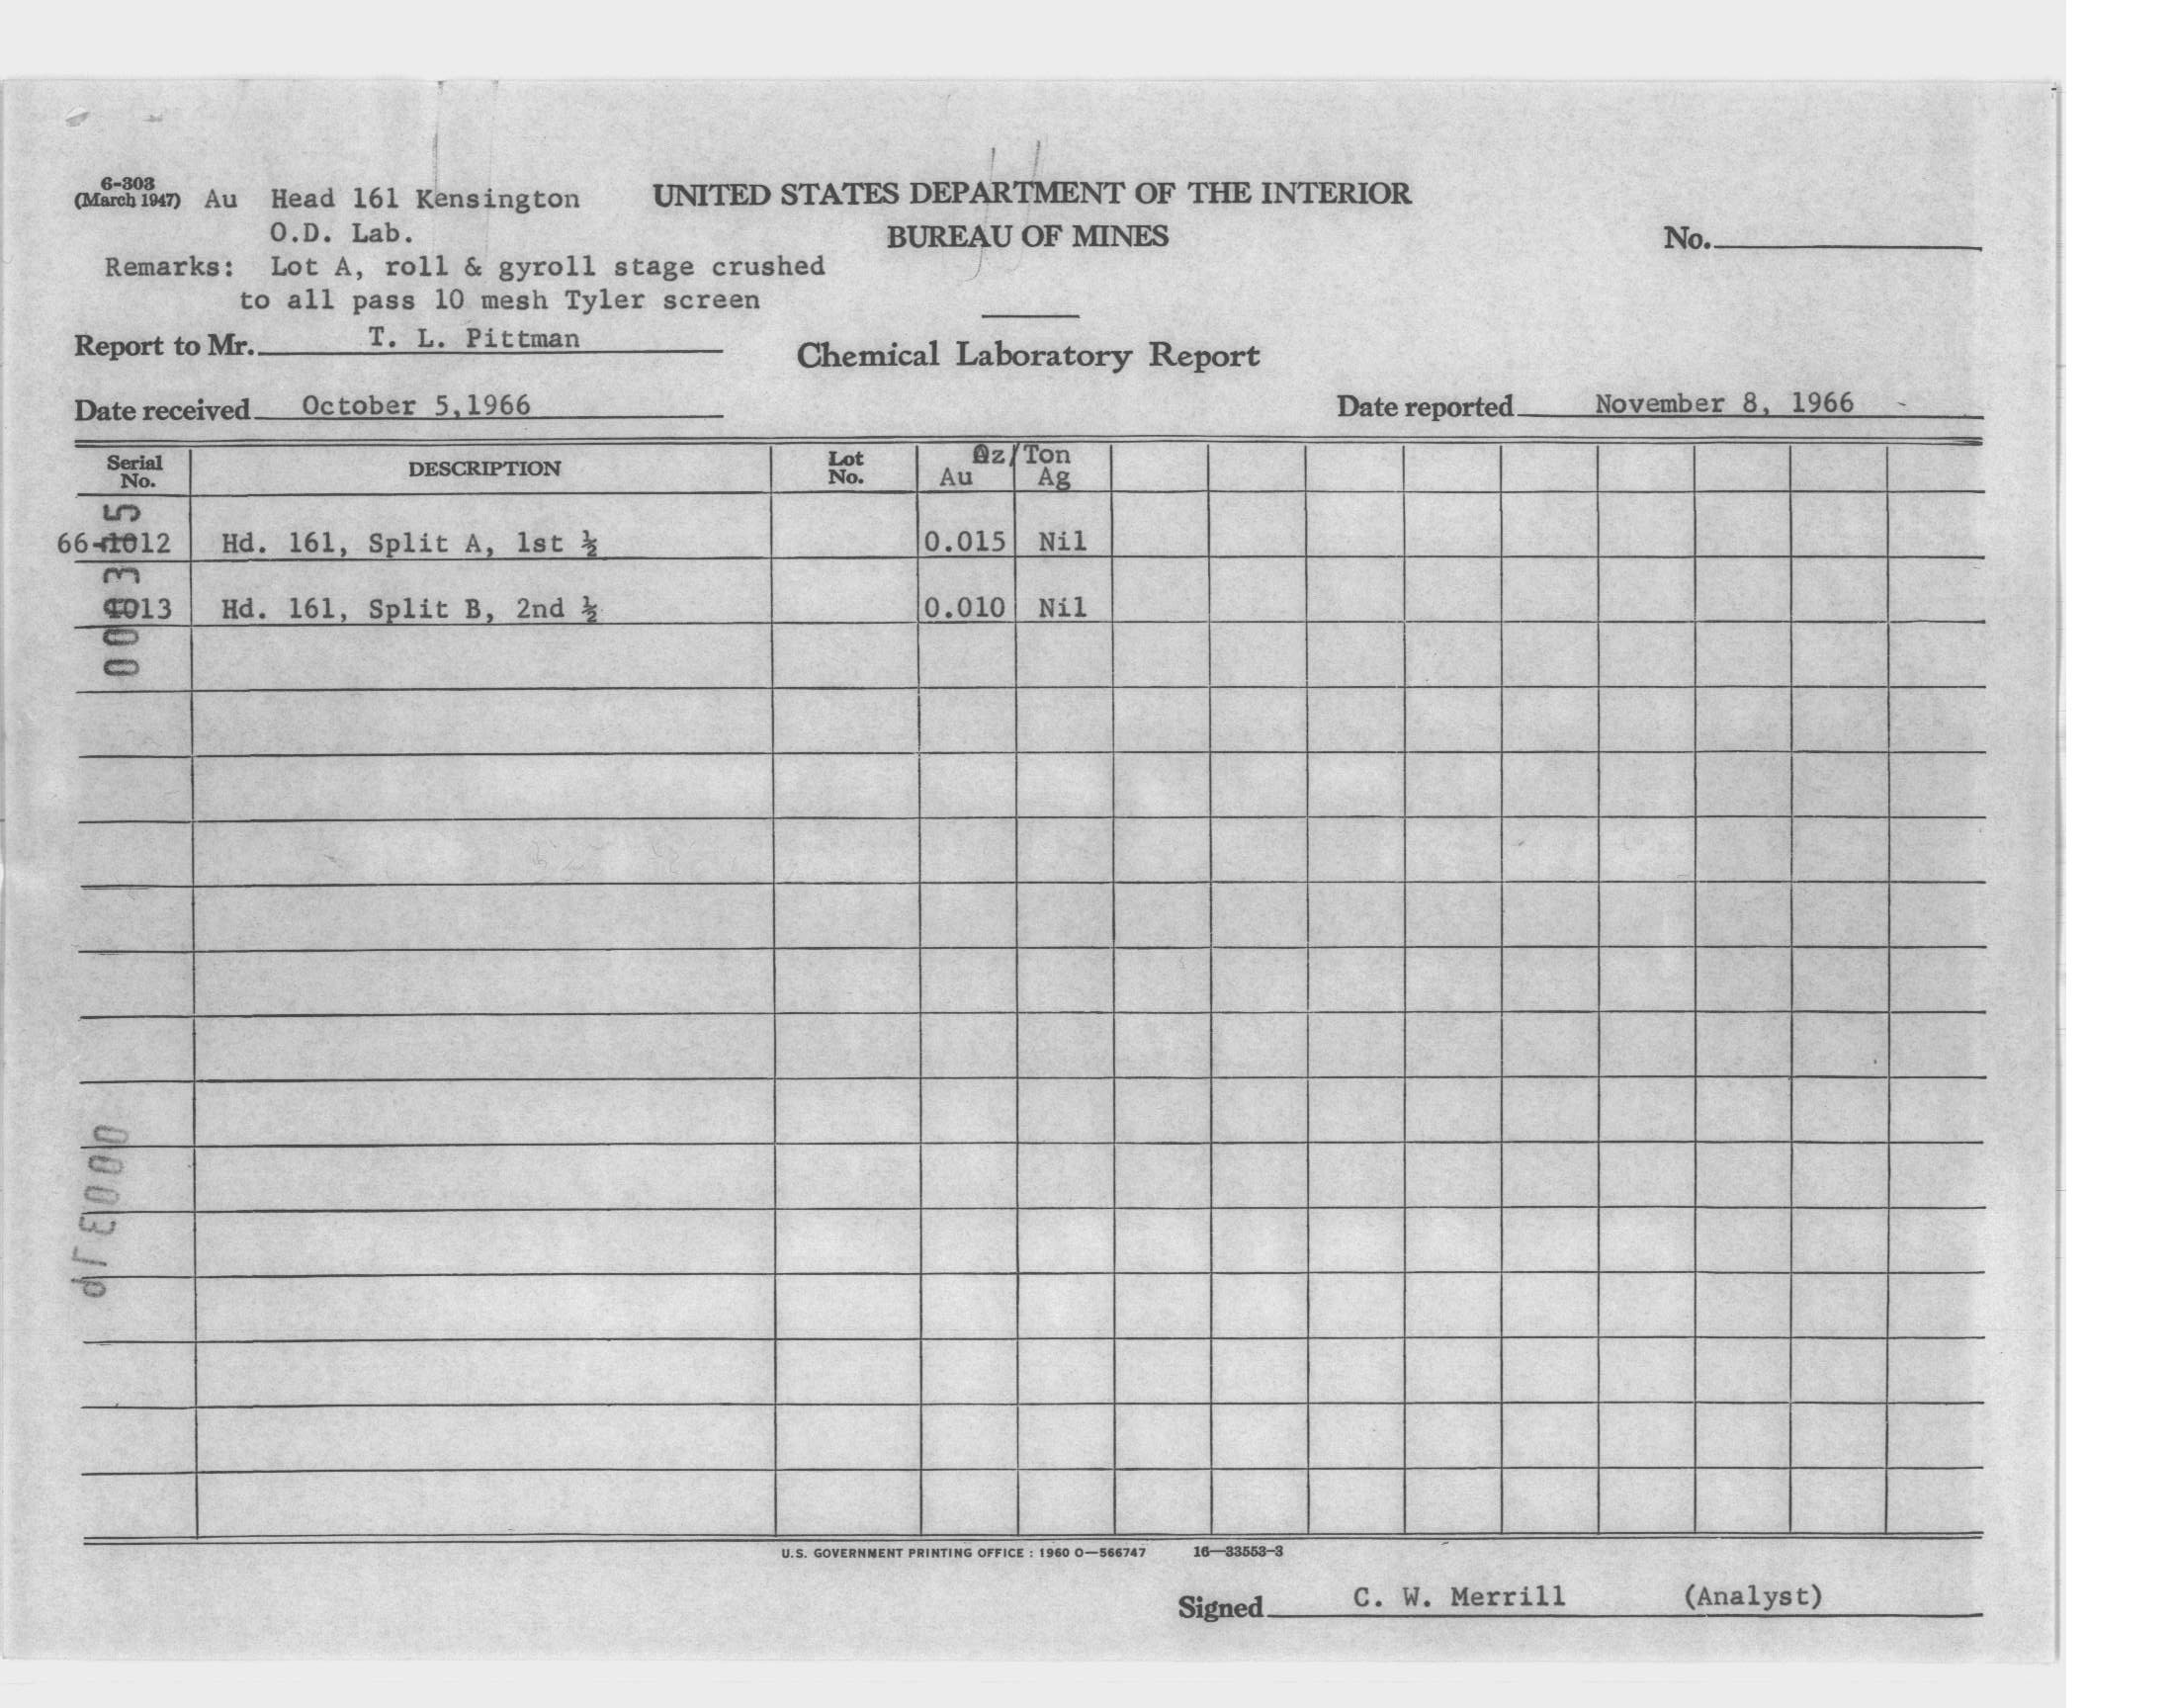 6-303
(March 1947) Au Head 161 Kensington
UNITED STATES DEPARTMENT OF THE INTERIOR
O.D. Lab.
BUREAU OF MINES
No.
Remarks: Lot A, roll & gyroll stage crushed
to all pass 10 mesh Tyler screen
Report to Mr. T. L. Pittman
Chemical Laboratory Report
Date received October 5,1966
Date reported November 8, 1966
Serial No. DESCRIPTION Lot No. Oz/Ton Au Ag
66-1012 Hd. 161, Split A, 1st ½ 0.015 Nil
1013 Hd. 161, Split B, 2nd ½ 0.010 Nil
U.S. GOVERNMENT PRINTING OFFICE : 1960 O—566747 16—33553-3
Signed C. W. Merrill (Analyst)